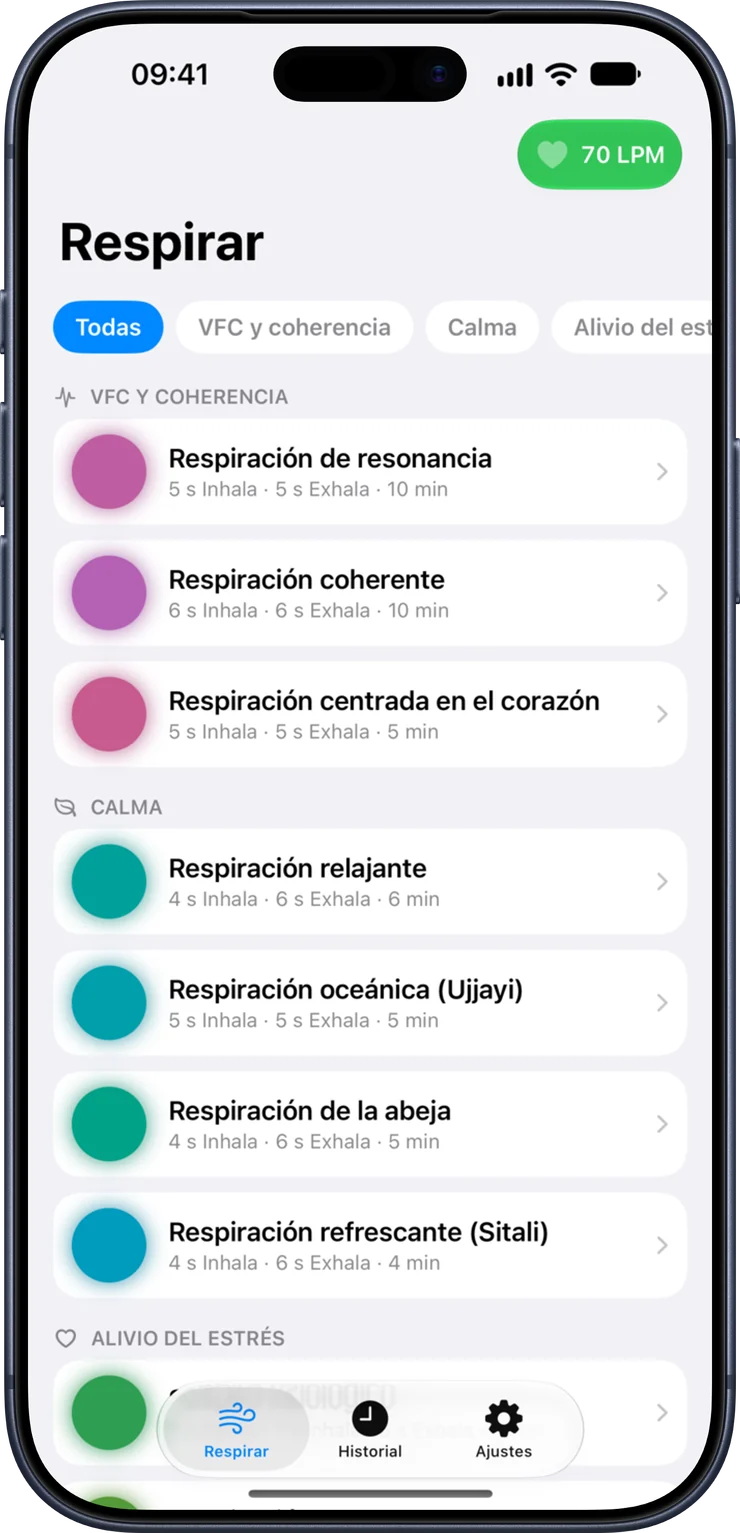 09:41
70 LPM
Respirar
Todas
VFC y coherencia
Calma
Alivio del est
VFC Y COHERENCIA
Respiración de resonancia
5 s Inhala · 5 s Exhala · 10 min
Respiración coherente
6 s Inhala · 6 s Exhala · 10 min
Respiración centrada en el corazón
5 s Inhala · 5 s Exhala · 5 min
CALMA
Respiración relajante
4 s Inhala · 6 s Exhala · 6 min
Respiración oceánica (Ujjayi)
5 s Inhala · 5 s Exhala · 5 min
Respiración de la abeja
4 s Inhala · 6 s Exhala · 5 min
Respiración refrescante (Sitali)
4 s Inhala · 6 s Exhala · 4 min
ALIVIO DEL ESTRÉS
Respirar
Historial
Ajustes